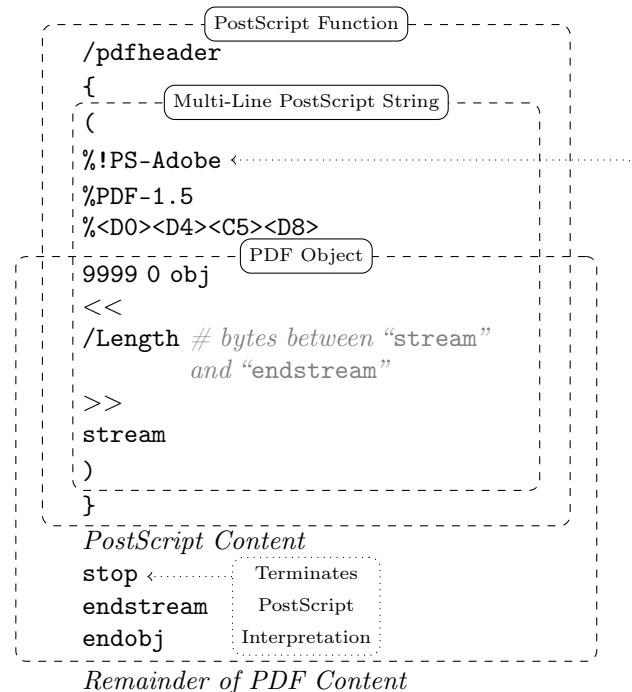 PostScript Function
/pdfheader
{
Multi-Line PostScript String
(
%!PS-Adobe
%PDF-1.5
%<D0><D4><C5><D8>
PDF Object
9999 0 obj
<<
/Length # bytes between “stream”
and “endstream”
>>
stream
)
}
PostScript Content
stop Terminates
endstream PostScript
endobj Interpretation
Remainder of PDF Content